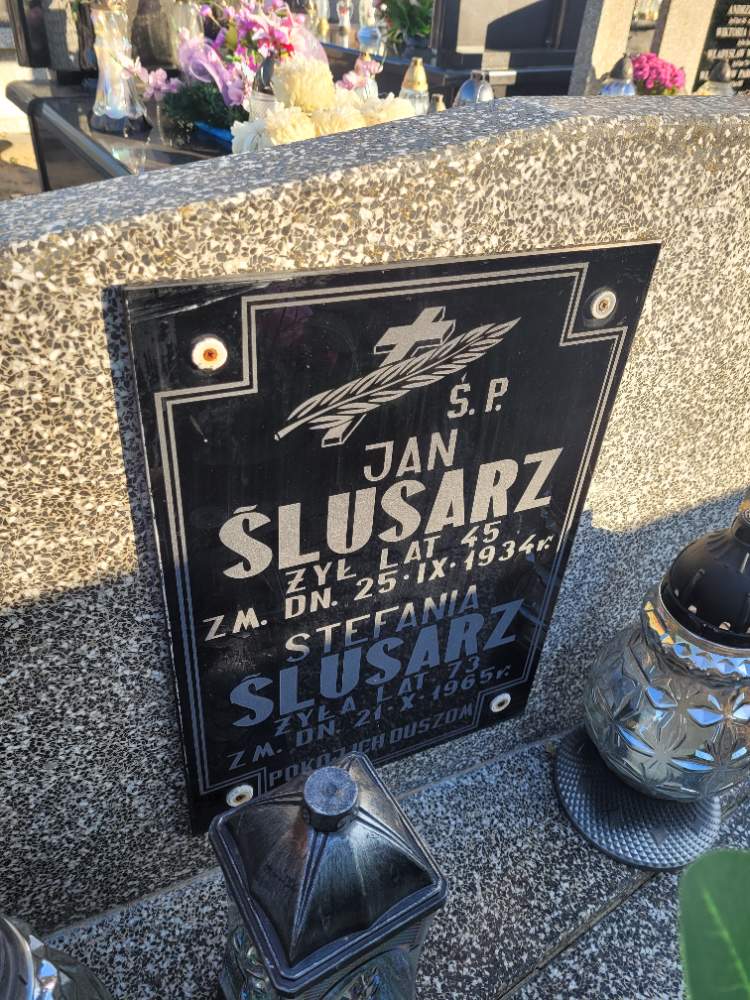 Ś. P.
JAN
ŚLUSARZ
ŻYŁ LAT 45
ZM. DN. 25·IX·1934r.
STEFANIA
ŚLUSARZ
ŻYŁA LAT 73
ZM. DN. 21 X 1965r.
POKÓJ ICH DUSZOM